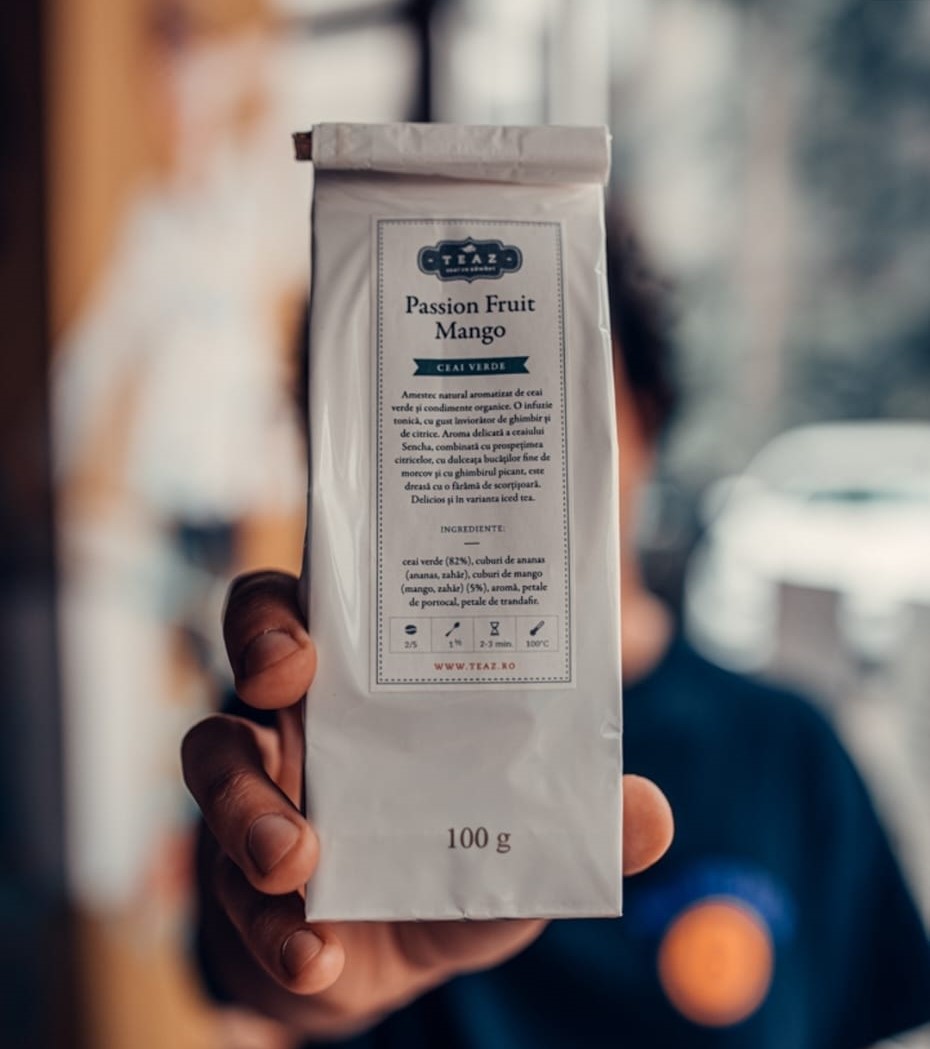 TEAZ
Passion Fruit
Mango
CEAI VERDE
Amestec natural aromatizat de ceai
verde și condimente organice. O infuzie
tonică, cu gust înviorător de ghimbir și
de citrice. Aroma delicată a ceaiului
Sencha, combinată cu prospețimea
citricelor, cu dulceața bucăților fine de
morcov și cu ghimbirul picant, este
dreasă cu o fărâmă de scorțișoară.
Delicios și în varianta iced tea.
INGREDIENTE:
ceai verde (82%), cuburi de ananas
(ananas, zahăr), cuburi de mango
(mango, zahăr) (5%), aromă, petale
de portocal, petale de trandafir.
2/5 2-3 min 100°C
WWW.TEAZ.RO
100 g